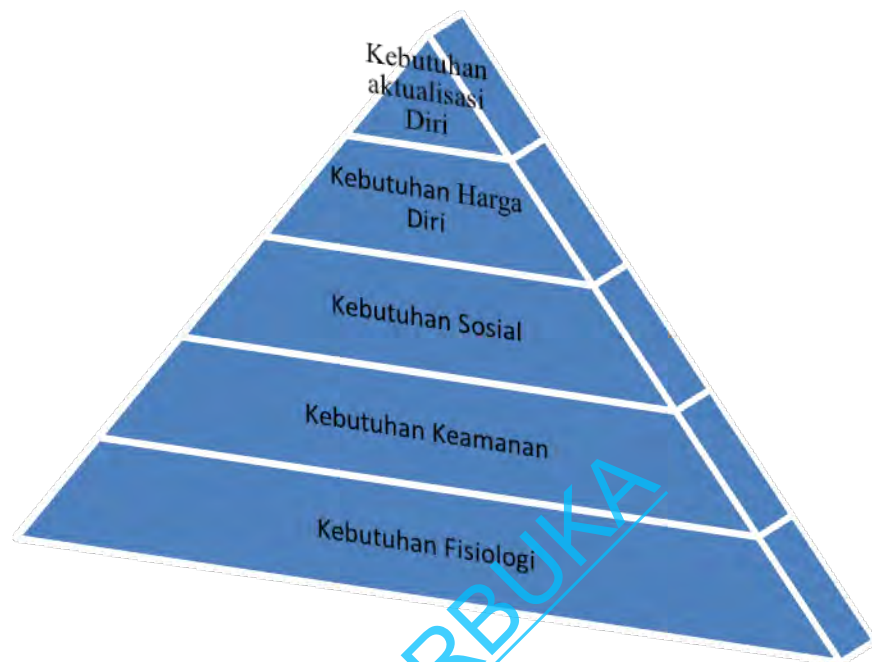 Kebutuhan
aktualisasi
Diri
Kebutuhan Harga
Diri
Kebutuhan Sosial
Kebutuhan Keamanan
Kebutuhan Fisiologi
RBUKA